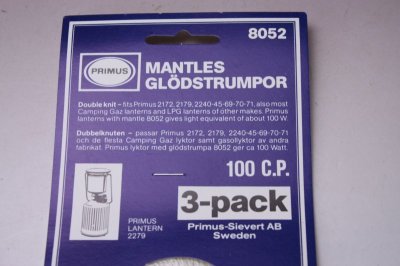 8052
PRIMUS
MANTLES
GLÖDSTRUMPOR
Double knit – fits Primus 2172, 2179, 2240-45-69-70-71, also most
Camping Gaz lanterns and LPG lanterns of other makes. Primus
lanterns with mantle 8052 gives light equivalent of about 100 W.
Dubbelknuten – passar Primus 2172, 2179, 2240-45-69-70-71
och de flesta Camping Gaz lyktor samt gasollyktor av andra
fabrikat. Primus lyktor med glödstrumpa 8052 ger ca 100 Watt.
100 C.P.
3-pack
PRIMUS
LANTERN
2279
Primus-Sievert AB
Sweden